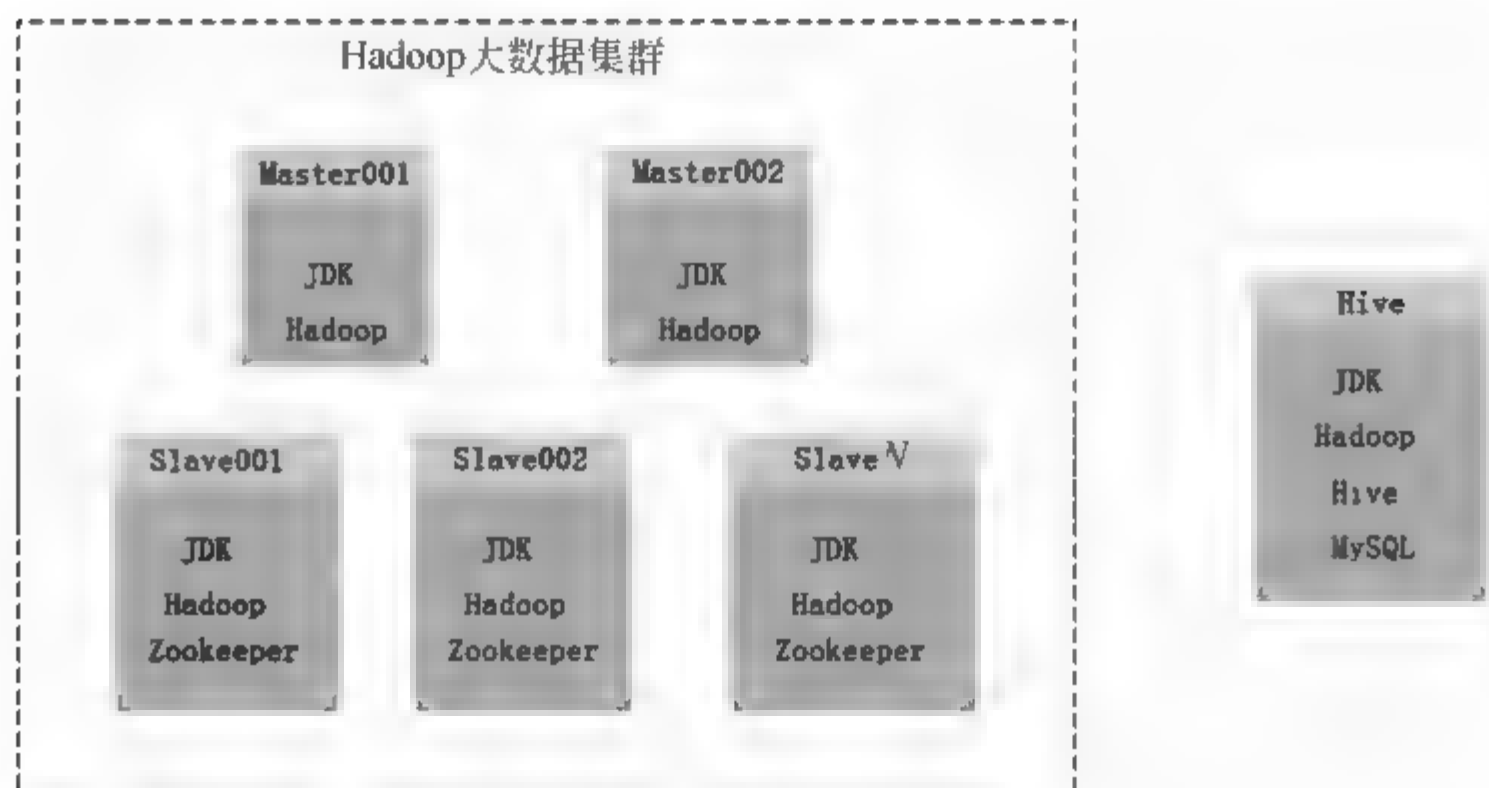 Hadoop大数据集群
Master001
JDK
Hadoop
Master002
JDK
Hadoop
Slave001
JDK
Hadoop
Zookeeper
Slave002
JDK
Hadoop
Zookeeper
Slave N
JDK
Hadoop
Zookeeper
Hive
JDK
Hadoop
Hive
MySQL